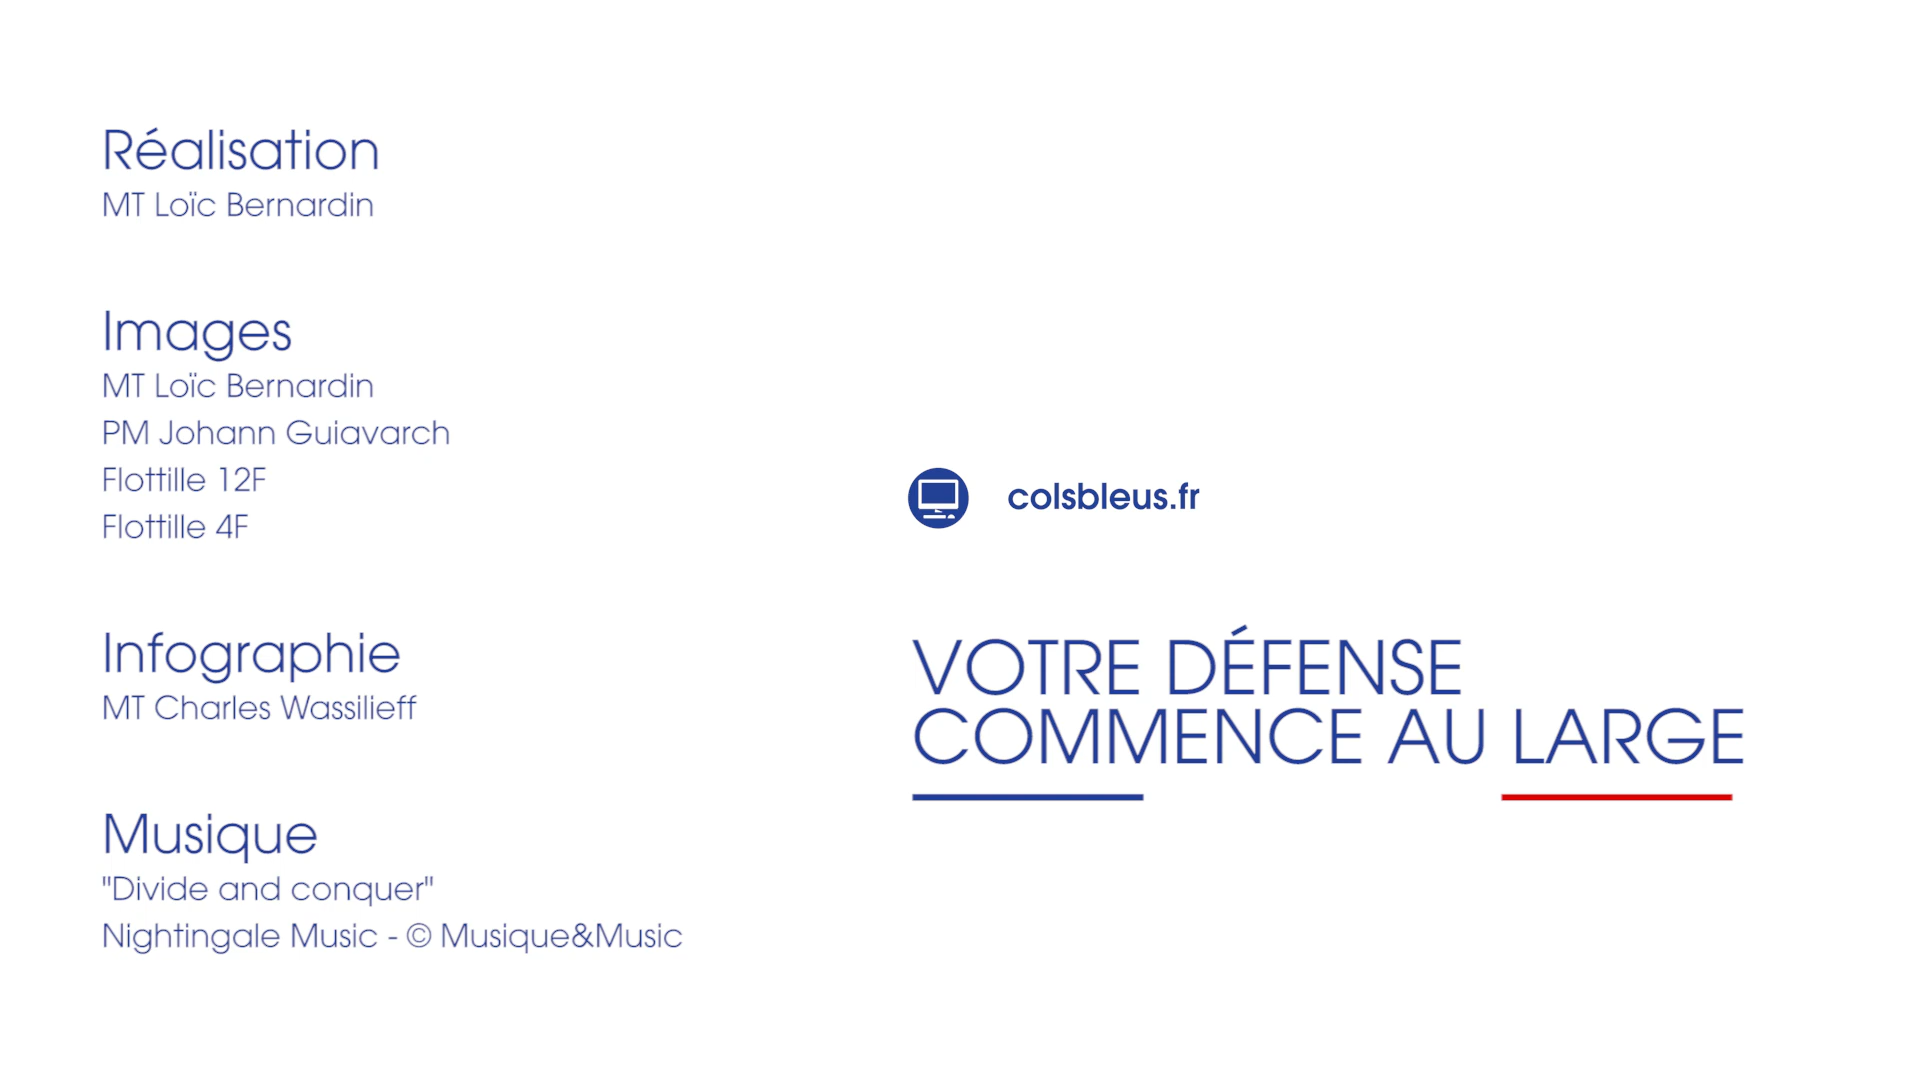 Réalisation
MT Loïc Bernardin
Images
MT Loïc Bernardin
PM Johann Guiavarch
Flottille 12F
Flottille 4F
Infographie
MT Charles Wassilieff
Musique
"Divide and conquer"
Nightingale Music - © Musique&Music
colsbleus.fr
VOTRE DÉFENSE
COMMENCE AU LARGE